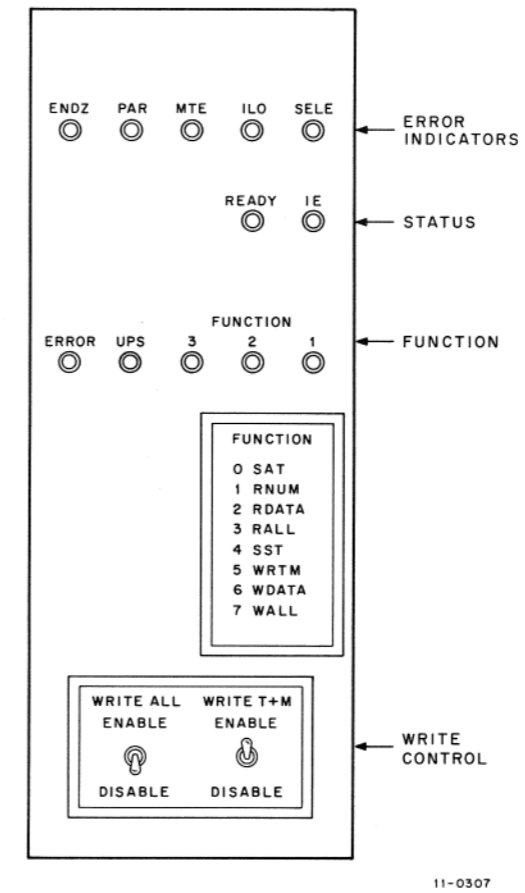 ENDZ PAR MTE ILO SELE
ERROR
INDICATORS
READY IE
STATUS
FUNCTION
ERROR UPS 3 2 1
FUNCTION
FUNCTION
0 SAT
1 RNUM
2 RDATA
3 RALL
4 SST
5 WRTM
6 WDATA
7 WALL
WRITE ALL WRITE T+M
ENABLE ENABLE
DISABLE DISABLE
WRITE
CONTROL
11-0307